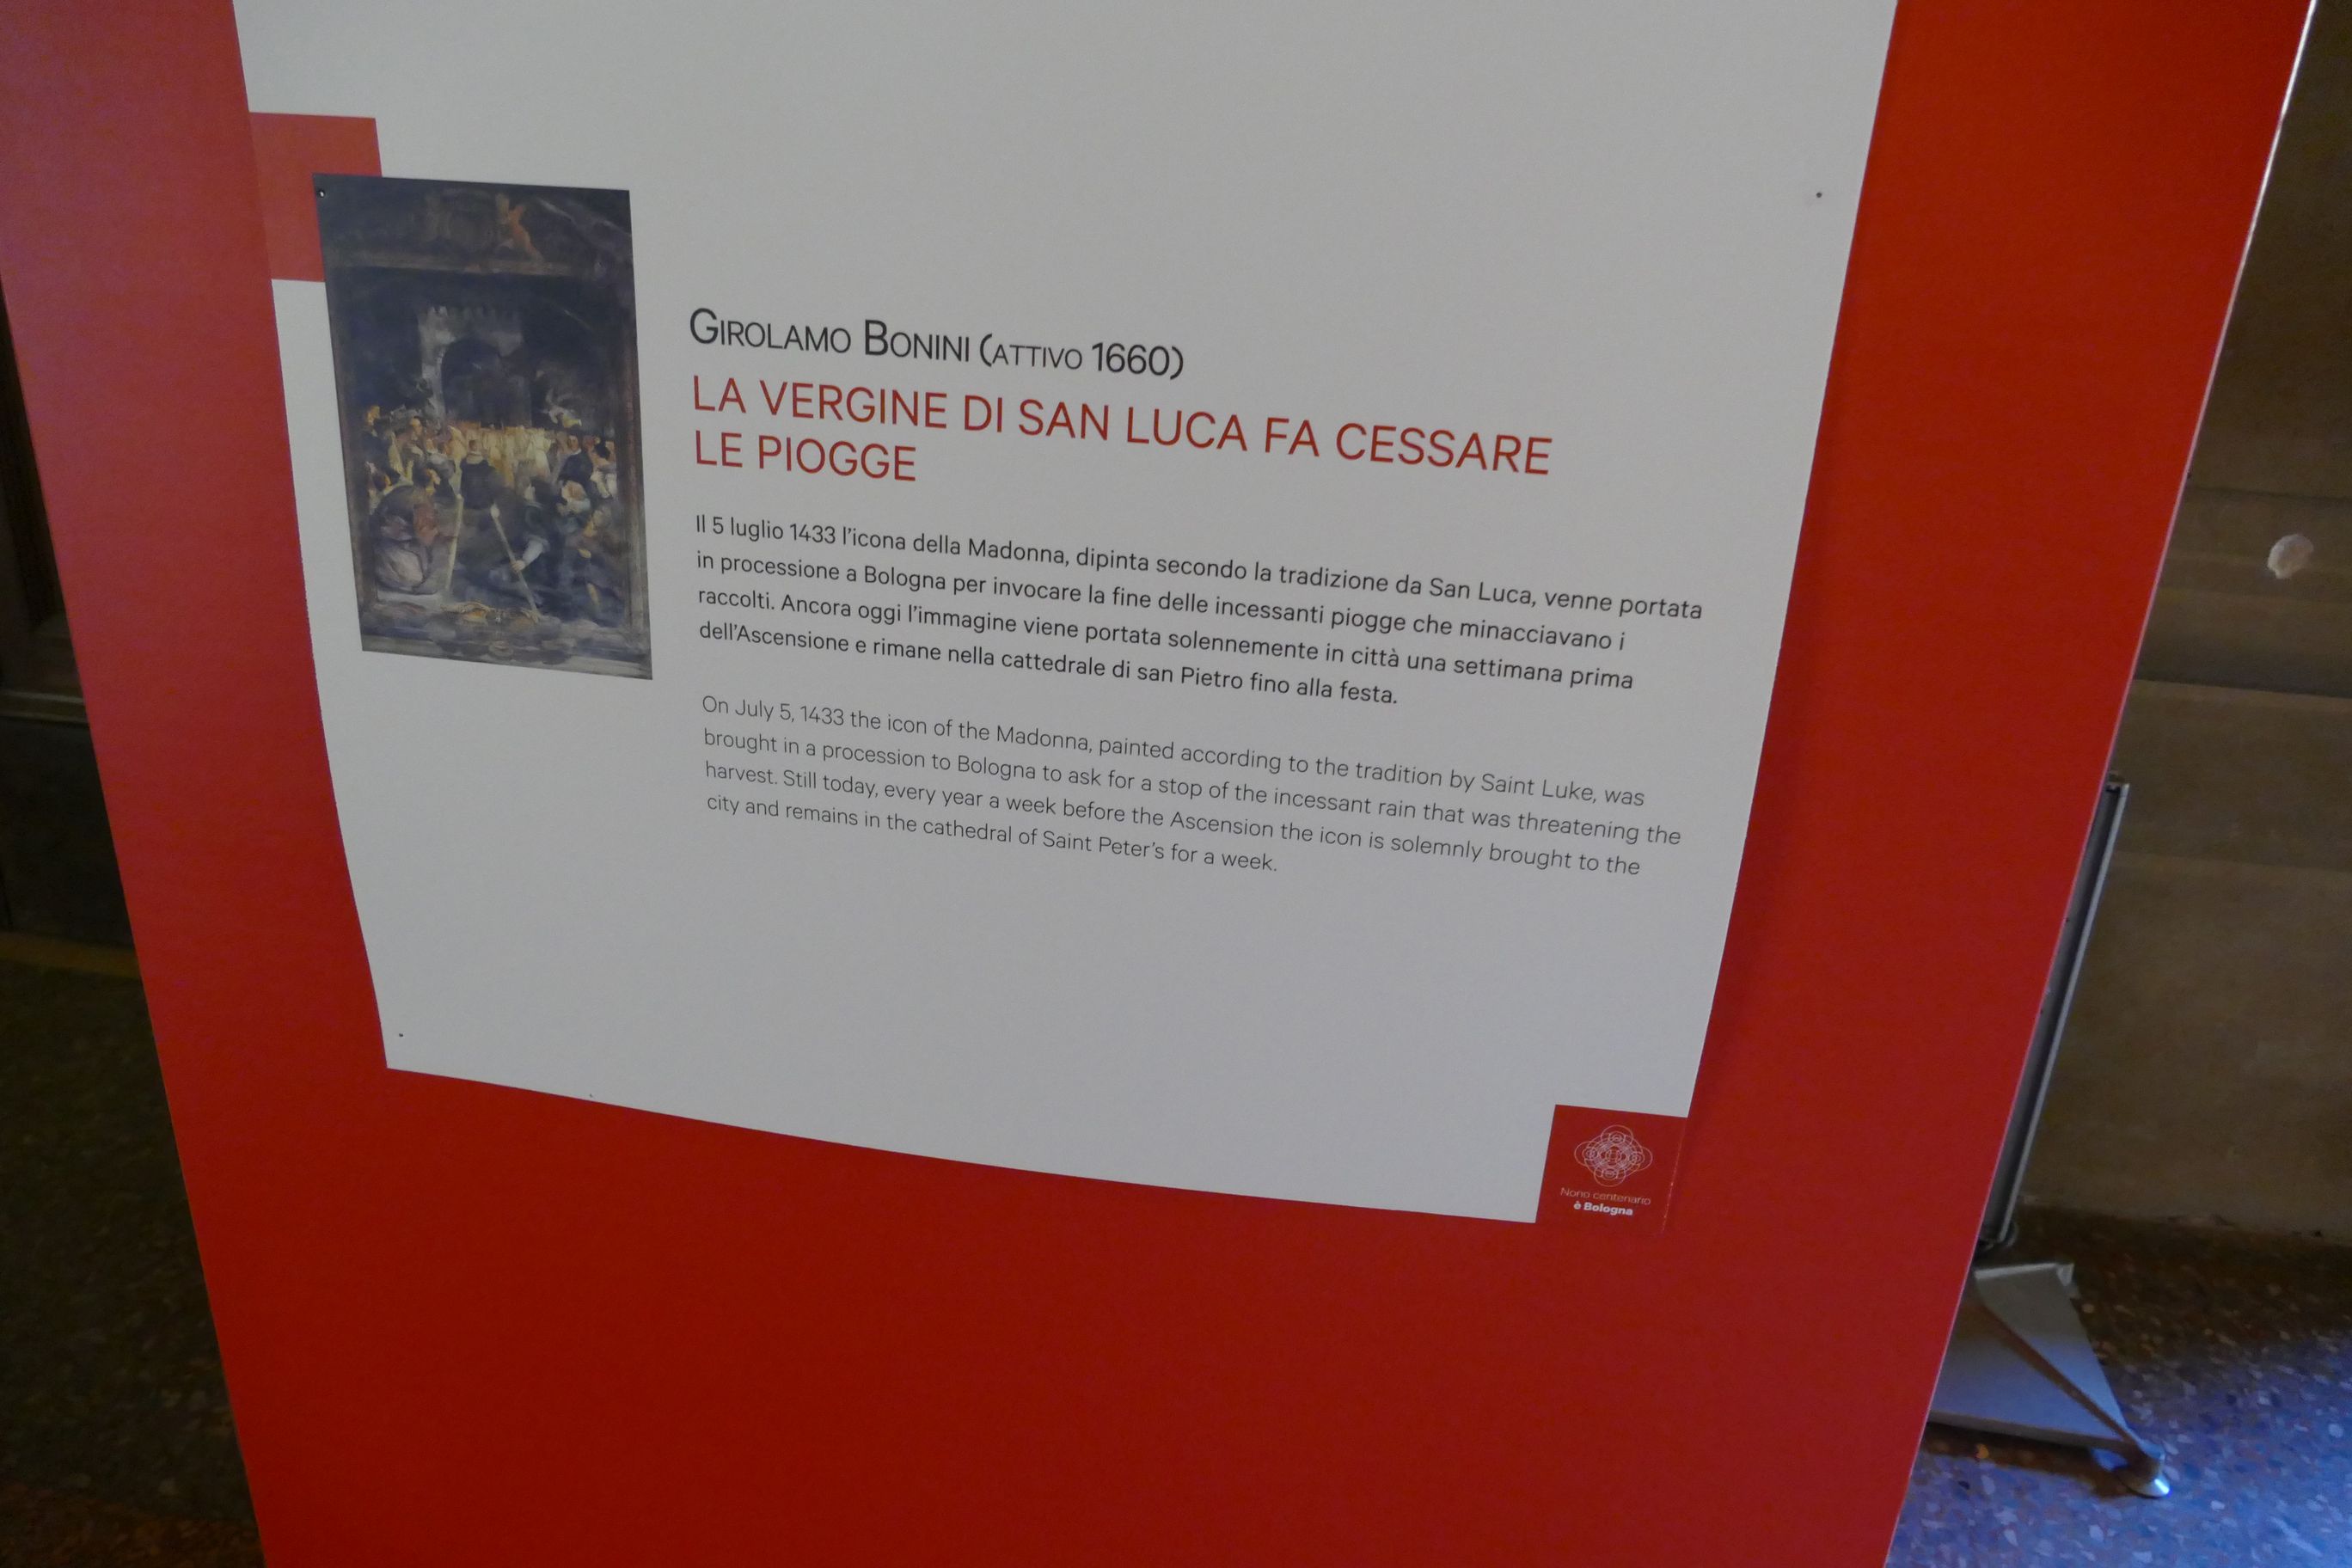 GIROLAMO BONINI (ATTIVO 1660)
LA VERGINE DI SAN LUCA FA CESSARE
LE PIOGGE
Il 5 luglio 1433 l'icona della Madonna, dipinta secondo la tradizione da San Luca, venne portata
in processione a Bologna per invocare la fine delle incessanti piogge che minacciavano i
raccolti. Ancora oggi l'immagine viene portata solennemente in città una settimana prima
dell'Ascensione e rimane nella cattedrale di san Pietro fino alla festa.
On July 5, 1433 the icon of the Madonna, painted according to the tradition by Saint Luke, was
brought in a procession to Bologna to ask for a stop of the incessant rain that was threatening the
harvest. Still today, every year a week before the Ascension the icon is solemnly brought to the
city and remains in the cathedral of Saint Peter's for a week.
Nono centenario
è Bologna